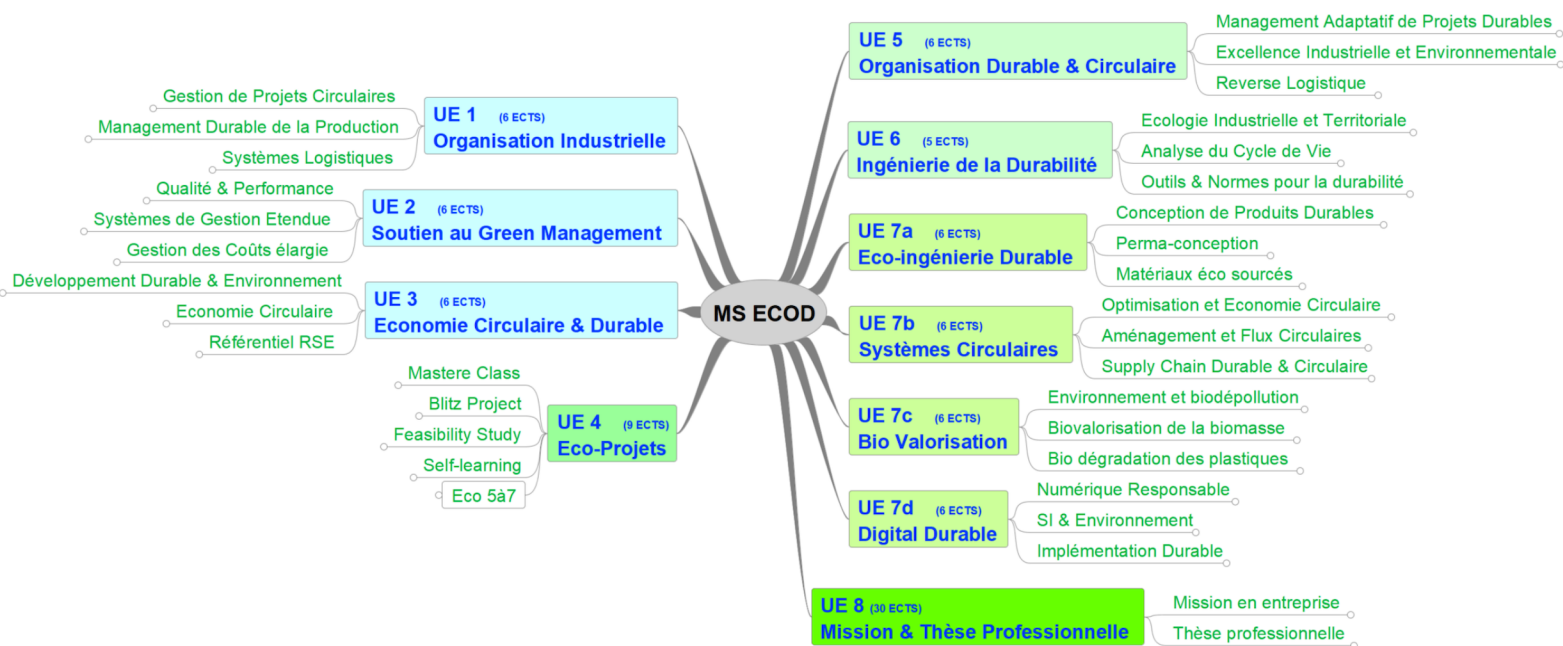 MS ECOD
UE 1 (6 ECTS)
Organisation Industrielle
Gestion de Projets Circulaires
Management Durable de la Production
Systèmes Logistiques
UE 2 (6 ECTS)
Soutien au Green Management
Qualité & Performance
Systèmes de Gestion Etendue
Gestion des Coûts élargie
UE 3 (6 ECTS)
Economie Circulaire & Durable
Développement Durable & Environnement
Economie Circulaire
Référentiel RSE
UE 4 (9 ECTS)
Eco-Projets
Mastere Class
Blitz Project
Feasibility Study
Self-learning
Eco 5à7
UE 5 (6 ECTS)
Organisation Durable & Circulaire
Management Adaptatif de Projets Durables
Excellence Industrielle et Environnementale
Reverse Logistique
UE 6 (5 ECTS)
Ingénierie de la Durabilité
Ecologie Industrielle et Territoriale
Analyse du Cycle de Vie
Outils & Normes pour la durabilité
UE 7a (6 ECTS)
Eco-ingénierie Durable
Conception de Produits Durables
Perma-conception
Matériaux éco sourcés
UE 7b (6 ECTS)
Systèmes Circulaires
Optimisation et Economie Circulaire
Aménagement et Flux Circulaires
Supply Chain Durable & Circulaire
UE 7c (6 ECTS)
Bio Valorisation
Environnement et biodépollution
Biovalorisation de la biomasse
Bio dégradation des plastiques
UE 7d (6 ECTS)
Digital Durable
Numérique Responsable
SI & Environnement
Implémentation Durable
UE 8 (30 ECTS)
Mission & Thèse Professionnelle
Mission en entreprise
Thèse professionnelle